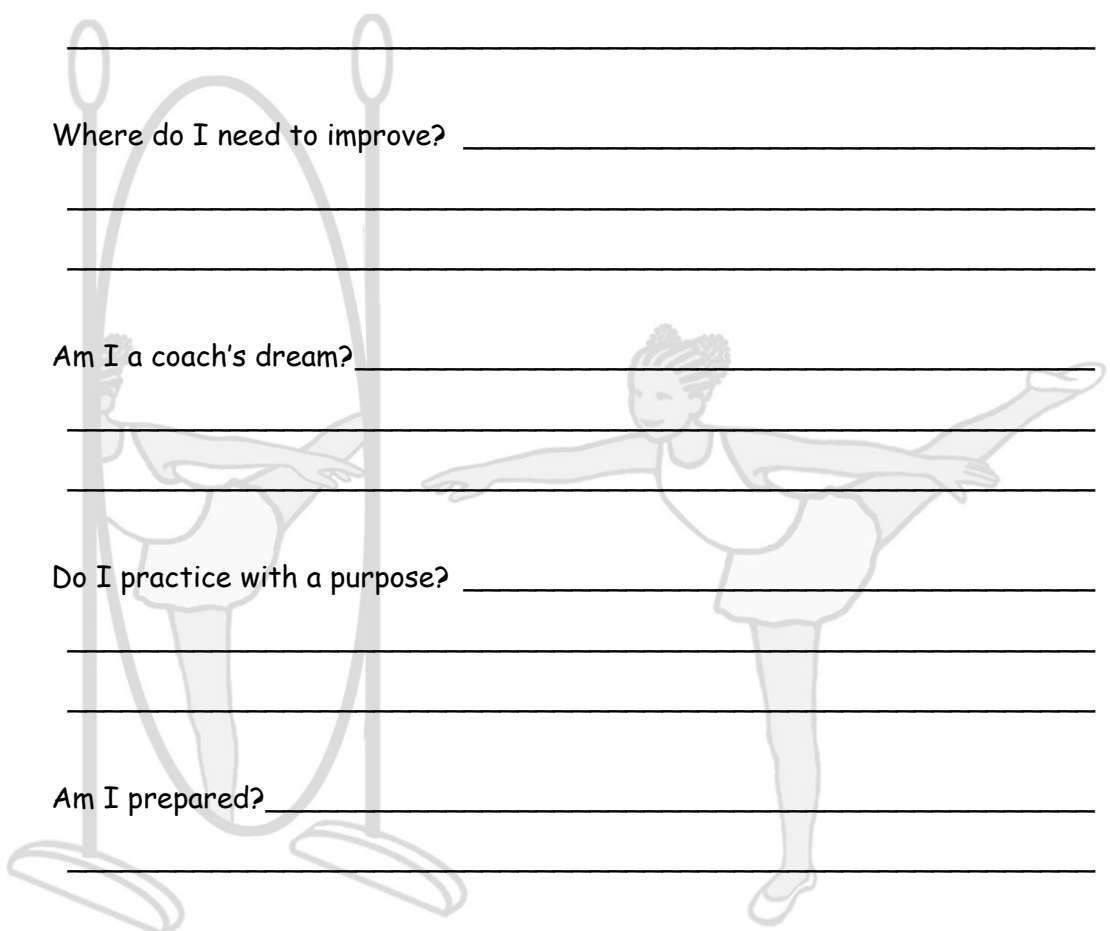 Where do I need to improve?
Am I a coach's dream?
Do I practice with a purpose?
Am I prepared?